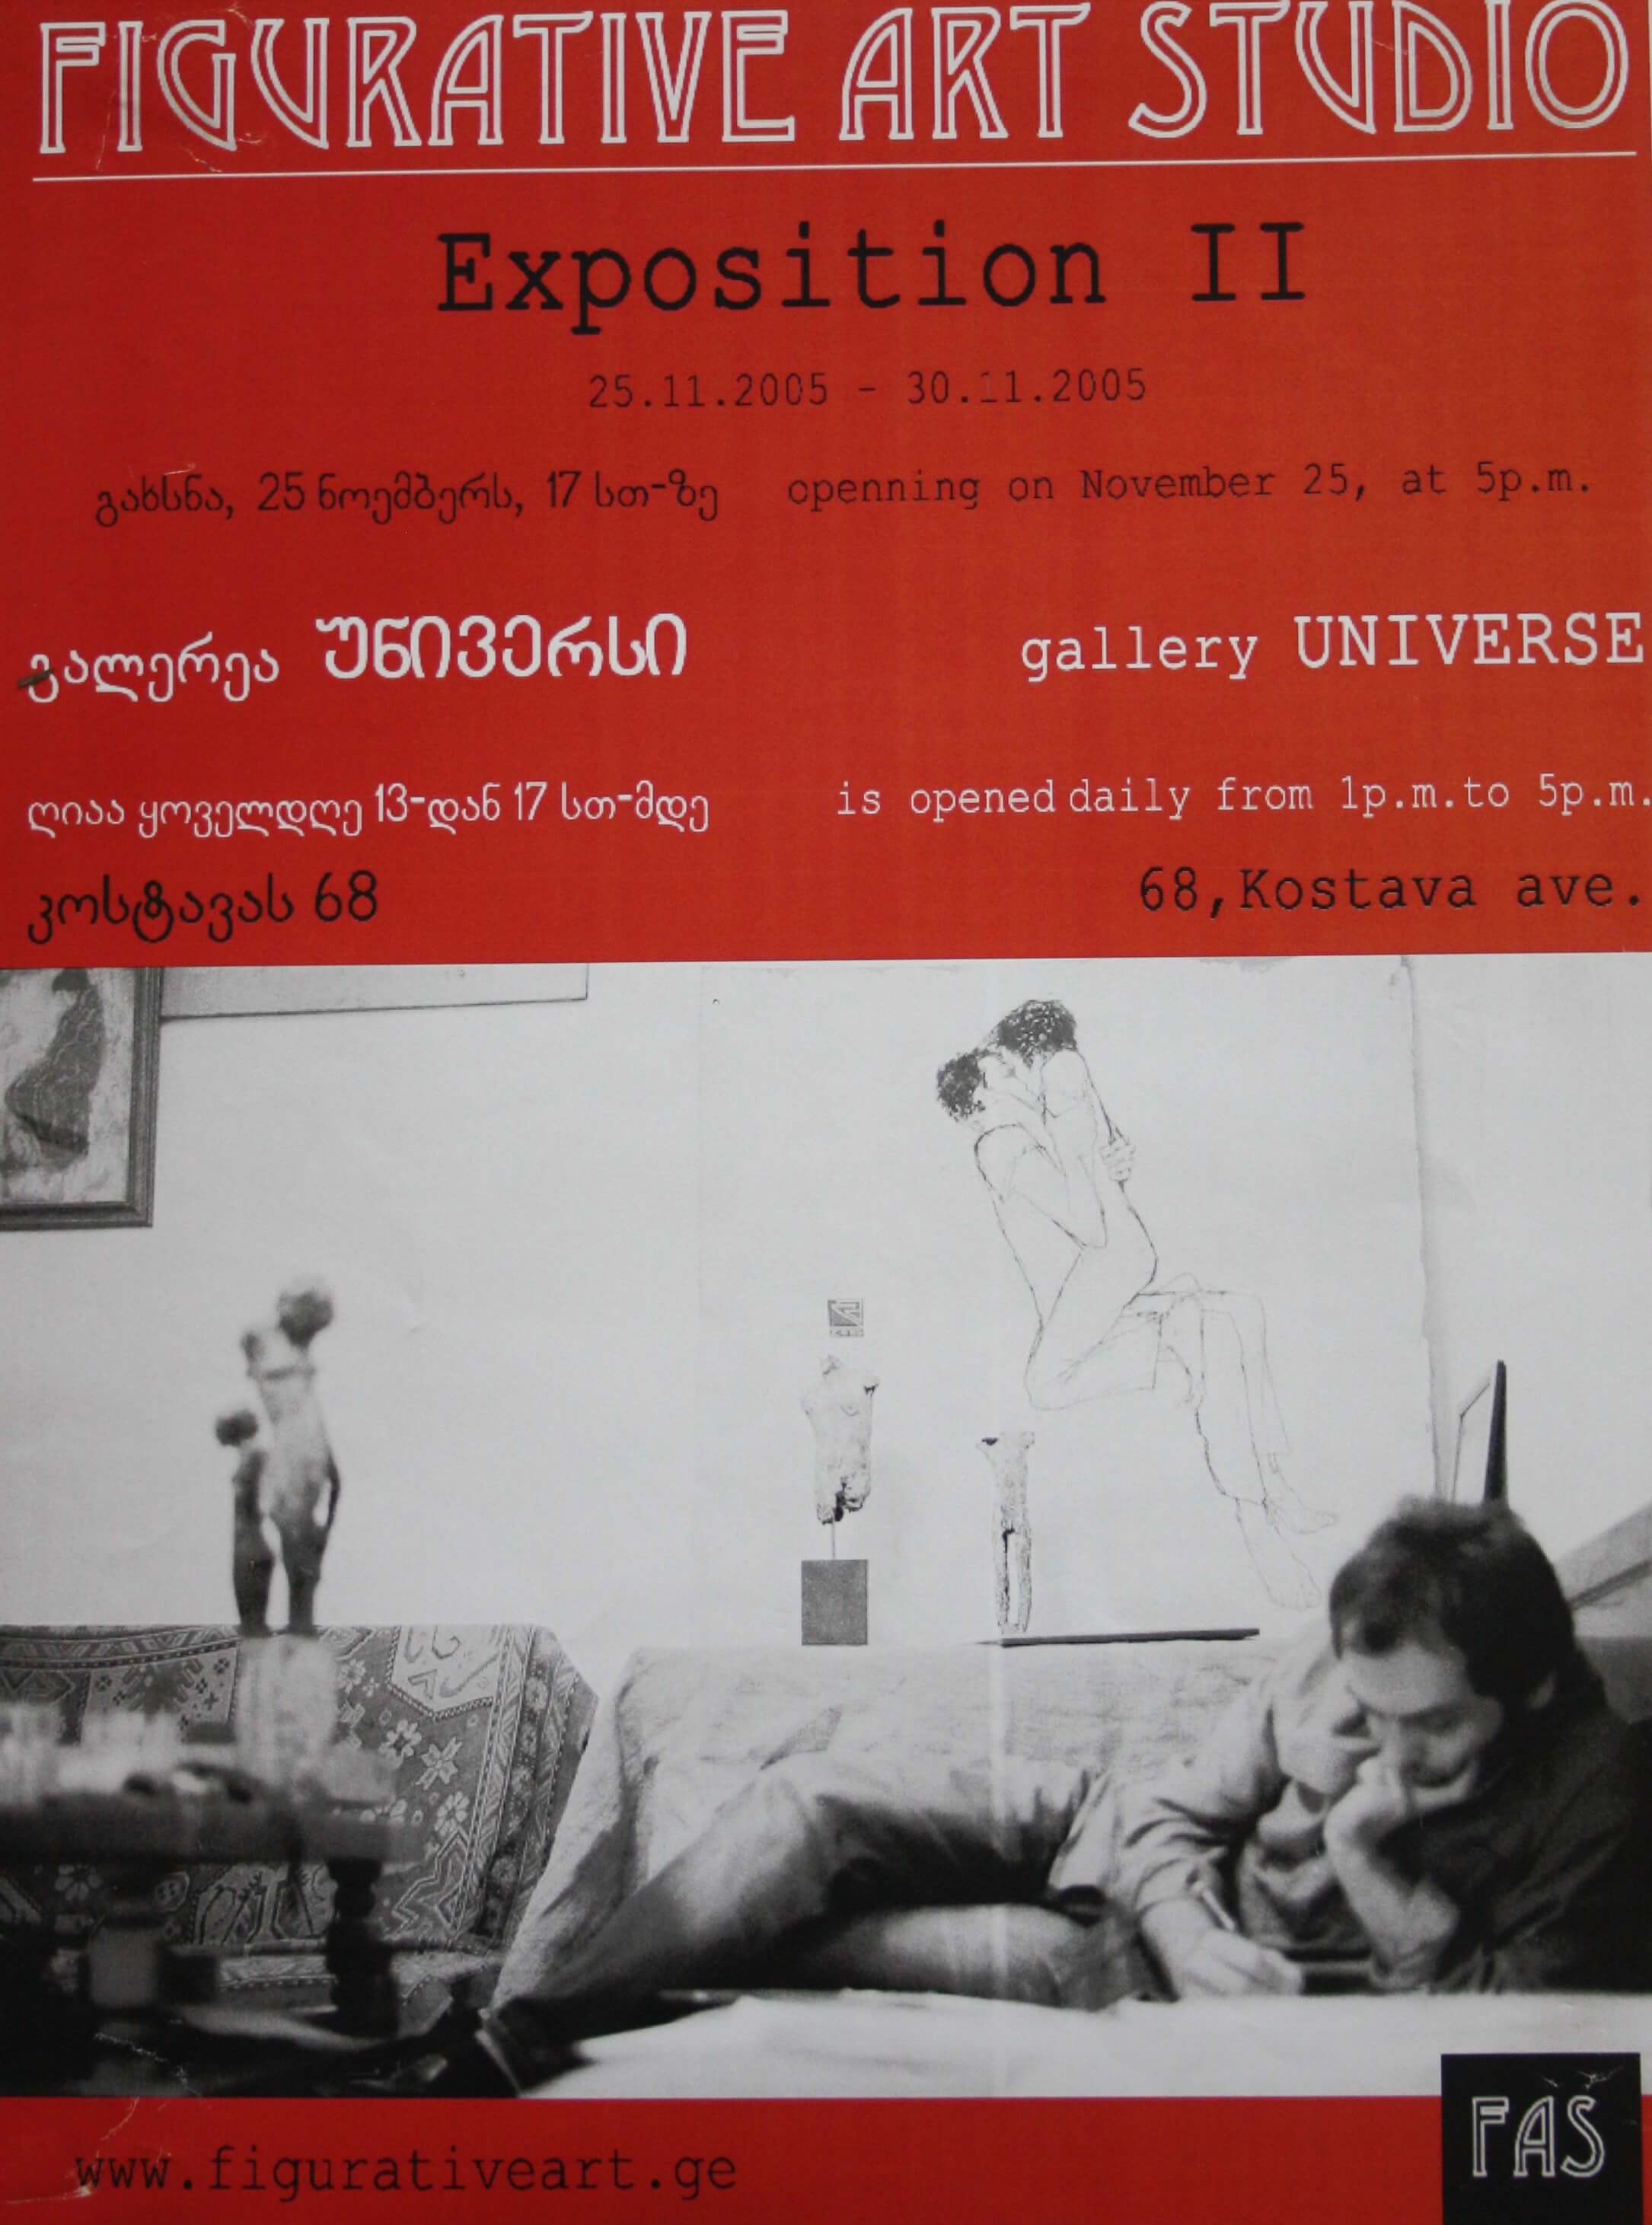 FIGURATIVE ART STUDIO
Exposition II
25.11.2005 - 30.11.2005
გახსნა, 25 ნოემბერს, 17 სთ-ზე openning on November 25, at 5p.m.
გალერეა უნივერსი gallery UNIVERSE
ღიაა ყოველდღე 13-დან 17 სთ-მდე is opened daily from 1p.m.to 5p.m.
კოსტავას 68 68,Kostava ave.
FAS
www.figurativeart.ge